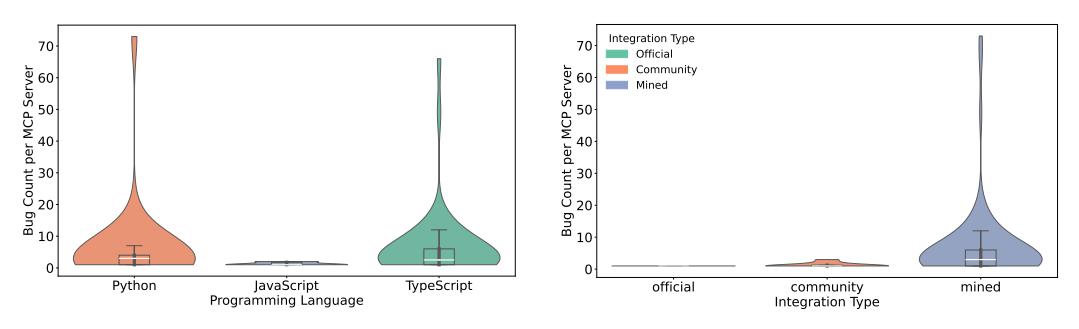 Bug Count per MCP Server
70
60
50
40
30
20
10
0
Python
JavaScript
TypeScript
Programming Language
Bug Count per MCP Server
70
60
50
40
30
20
10
0
Integration Type
Official
Community
Mined
official
community
mined
Integration Type